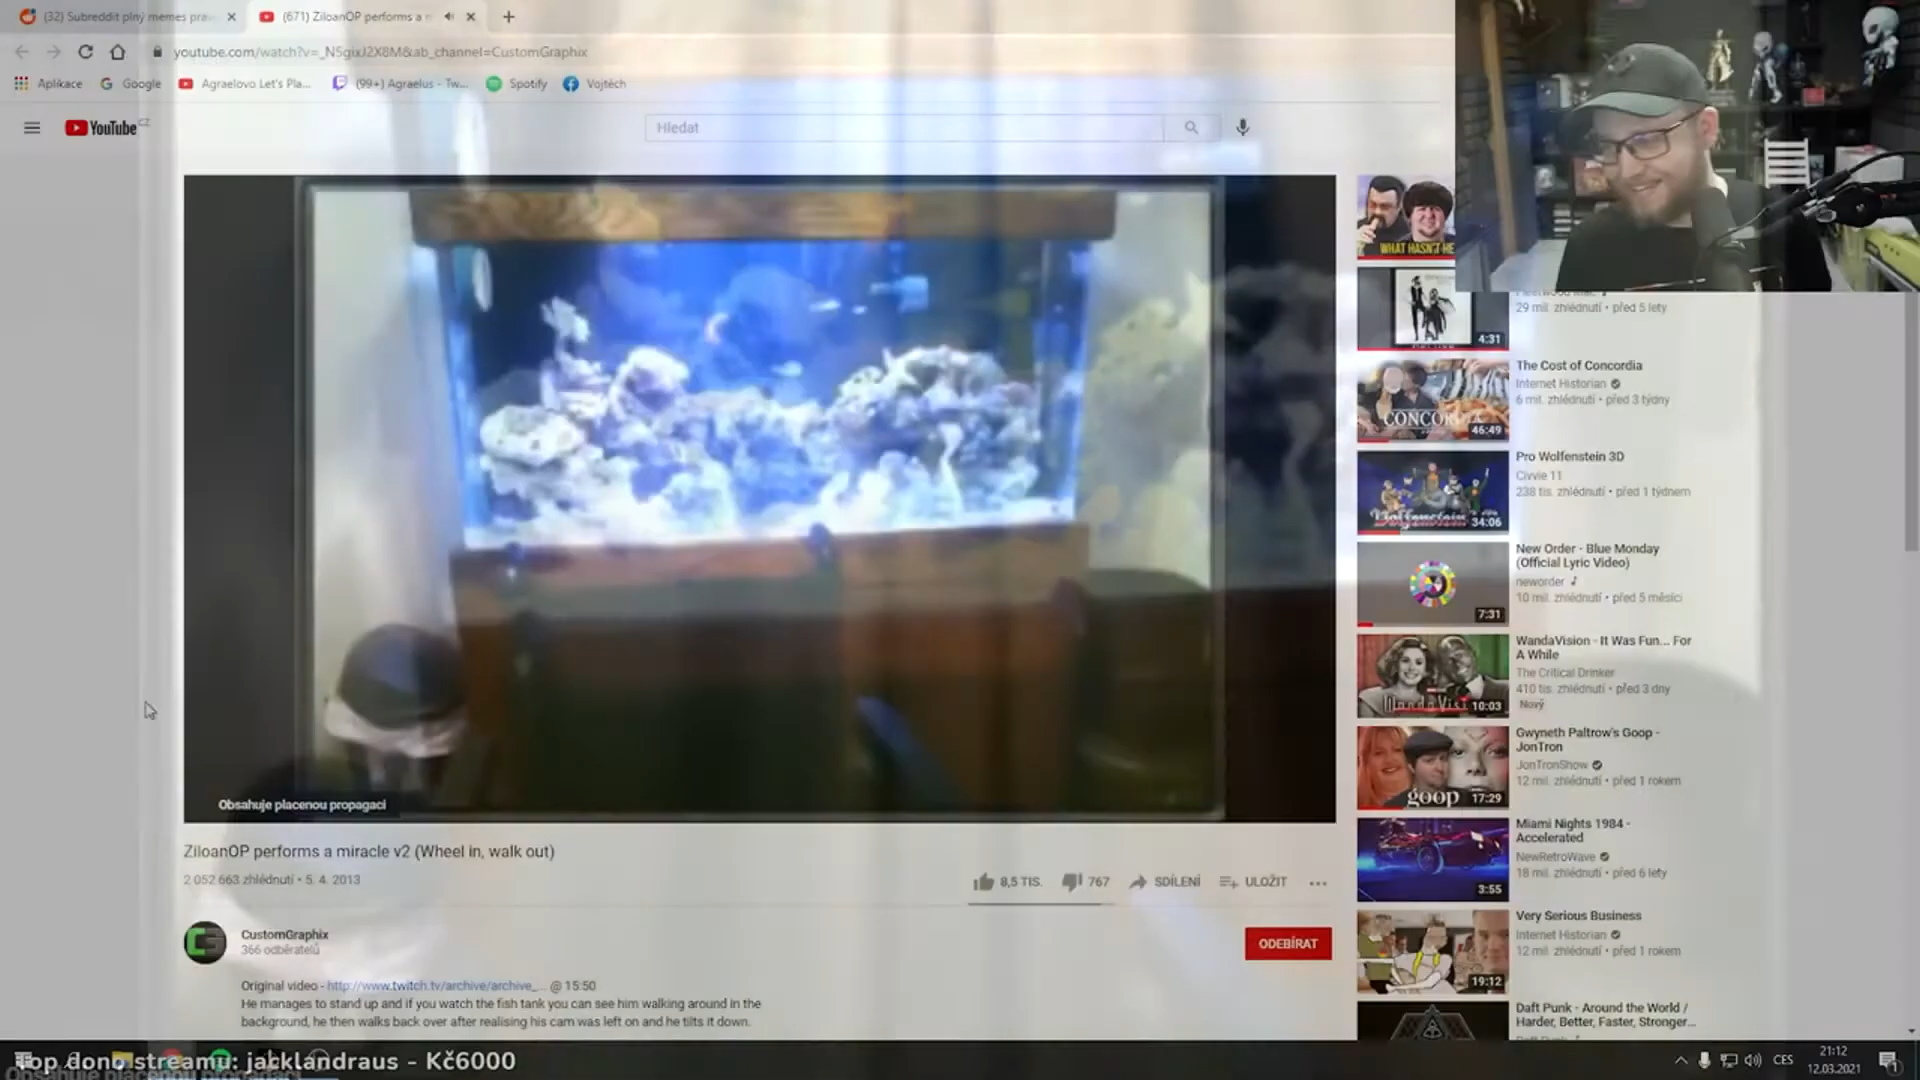 (32) Subreddit plný memes pra
(671) ZiloanOP performs a m
youtube.com/watch?v=_N5gixJ2X8M&ab_channel=CustomGraphix
Aplikace
Google
Agraelovo Let's Pla...
(99+) Agraelus - Tw...
Spotify
Vojtěch
YouTube CZ
Hledat
WHAT HASN'T HE
29 mil. zhlédnutí • před 5 lety
4:31
The Cost of Concordia
Internet Historian
6 mil. zhlédnutí • před 3 týdny
46:49
Pro Wolfenstein 3D
Civvie 11
238 tis. zhlédnutí • před 1 týdnem
Wolfenstein
34:06
New Order - Blue Monday
(Official Lyric Video)
neworder
10 mil. zhlédnutí • před 5 měsíci
7:31
WandaVision - It Was Fun... For
A While
The Critical Drinker
410 tis. zhlédnutí • před 3 dny
Nový
10:03
Gwyneth Paltrow's Goop -
JonTron
JonTronShow
12 mil. zhlédnutí • před 1 rokem
goop
17:29
Miami Nights 1984 -
Accelerated
NewRetroWave
18 mil. zhlédnutí • před 6 lety
3:55
Very Serious Business
Internet Historian
12 mil. zhlédnutí • před 1 rokem
19:12
Daft Punk - Around the World /
Harder, Better, Faster, Stronger...
Obsahuje placenou propagaci
ZiloanOP performs a miracle v2 (Wheel in, walk out)
2 052 663 zhlédnutí • 5. 4. 2013
8,5 TIS.
767
SDÍLENÍ
ULOŽIT
CustomGraphix
366 odběratelů
ODEBÍRAT
Original video - http://www.twitch.tv/archive/archive_... @ 15:50
He manages to stand up and if you watch the fish tank you can see him walking around in the
background, he then walks back over after realising his cam was left on and he tilts it down.
Top dono streamu: jacklandraus - Kč6000
Obsahuje placenou propagaci
CES
21:12
12.03.2021